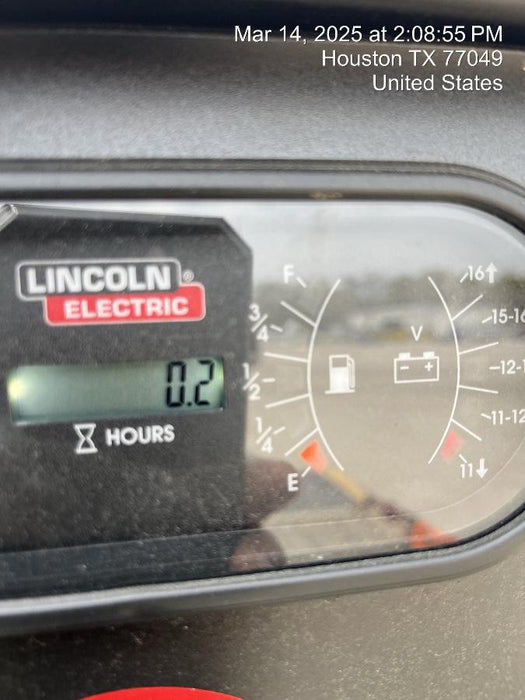 Mar 14, 2025 at 2:08:55 PM
Houston TX 77049
United States
LINCOLN®
ELECTRIC
0.2
HOURS
F
3/4
1/2
1/4
E
V
- +
16↑
15-16
12-1
11-12
11↓